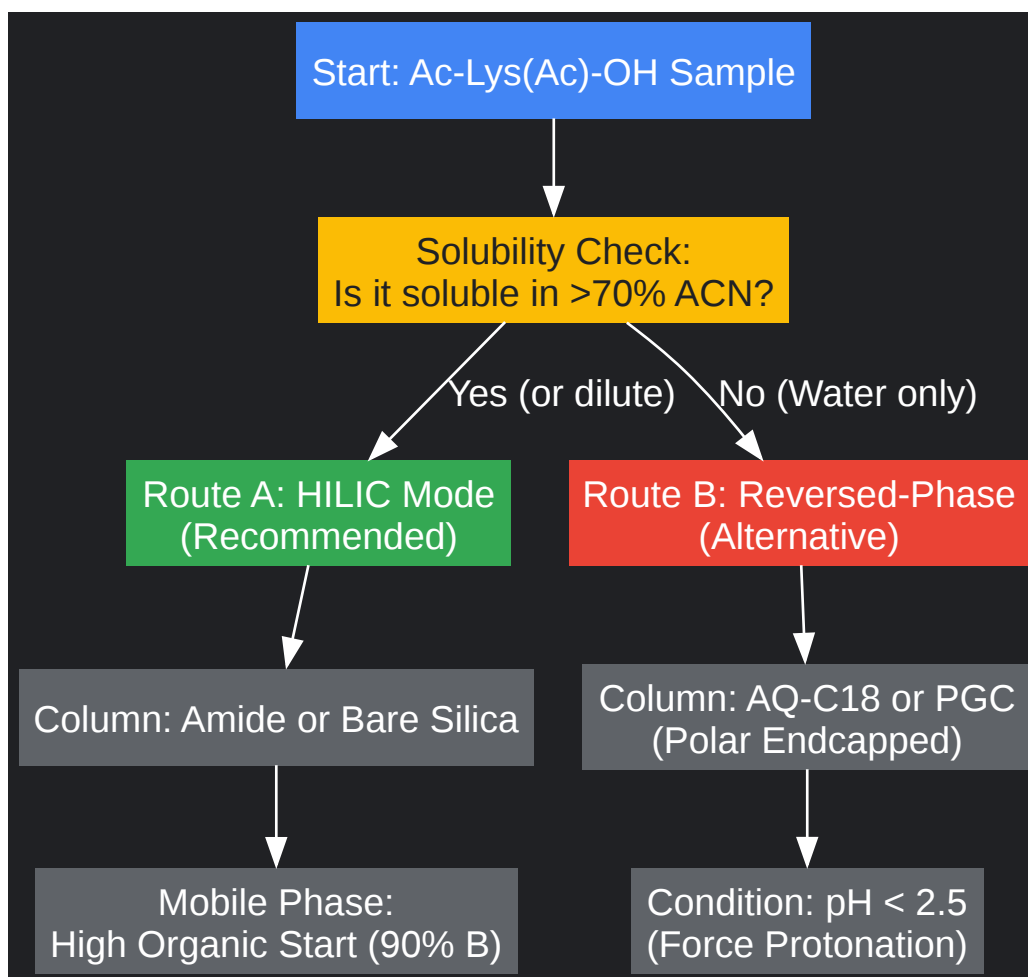 Start: Ac-Lys(Ac)-OH Sample
Solubility Check:
Is it soluble in >70% ACN?
Yes (or dilute)
No (Water only)
Route A: HILIC Mode
(Recommended)
Route B: Reversed-Phase
(Alternative)
Column: Amide or Bare Silica
Column: AQ-C18 or PGC
(Polar Endcapped)
Mobile Phase:
High Organic Start (90% B)
Condition: pH < 2.5
(Force Protonation)